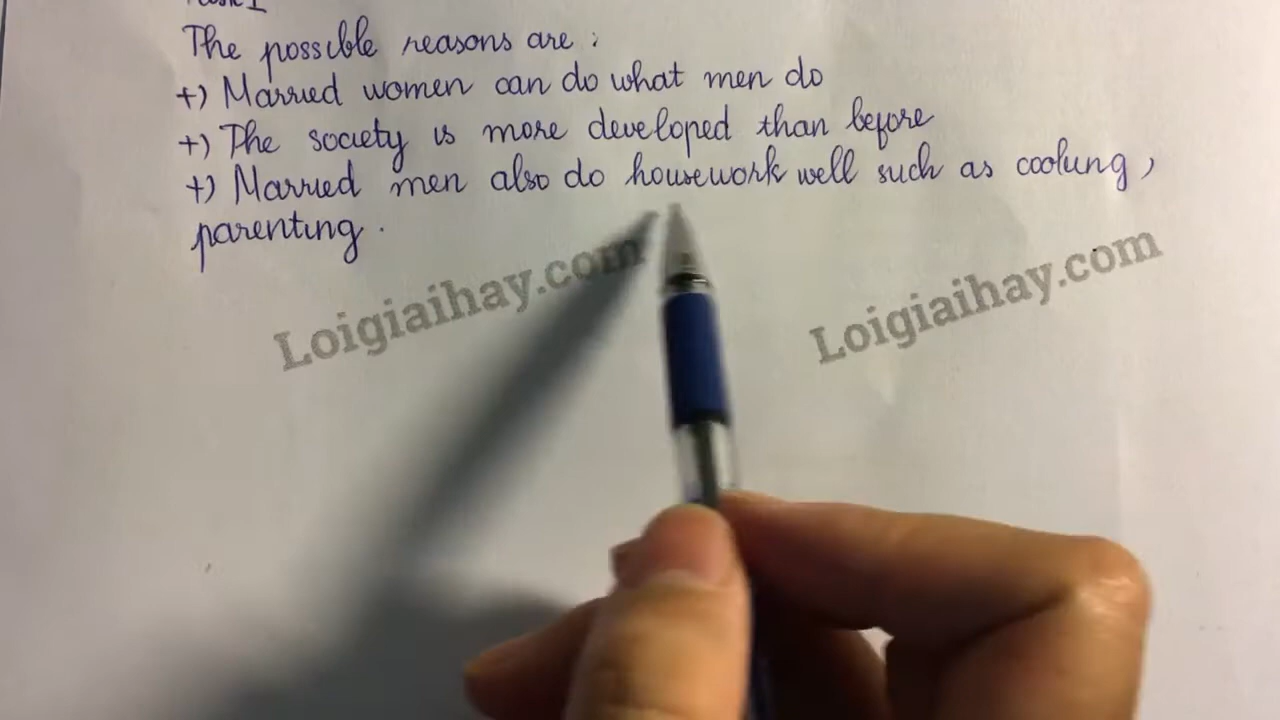 The possible reasons are :
+) Married women can do what men do
+) The society is more developed than before
+) Married men also do housework well such as cooking ,
parenting .
Loigiaihay.com
Loigiaihay.com